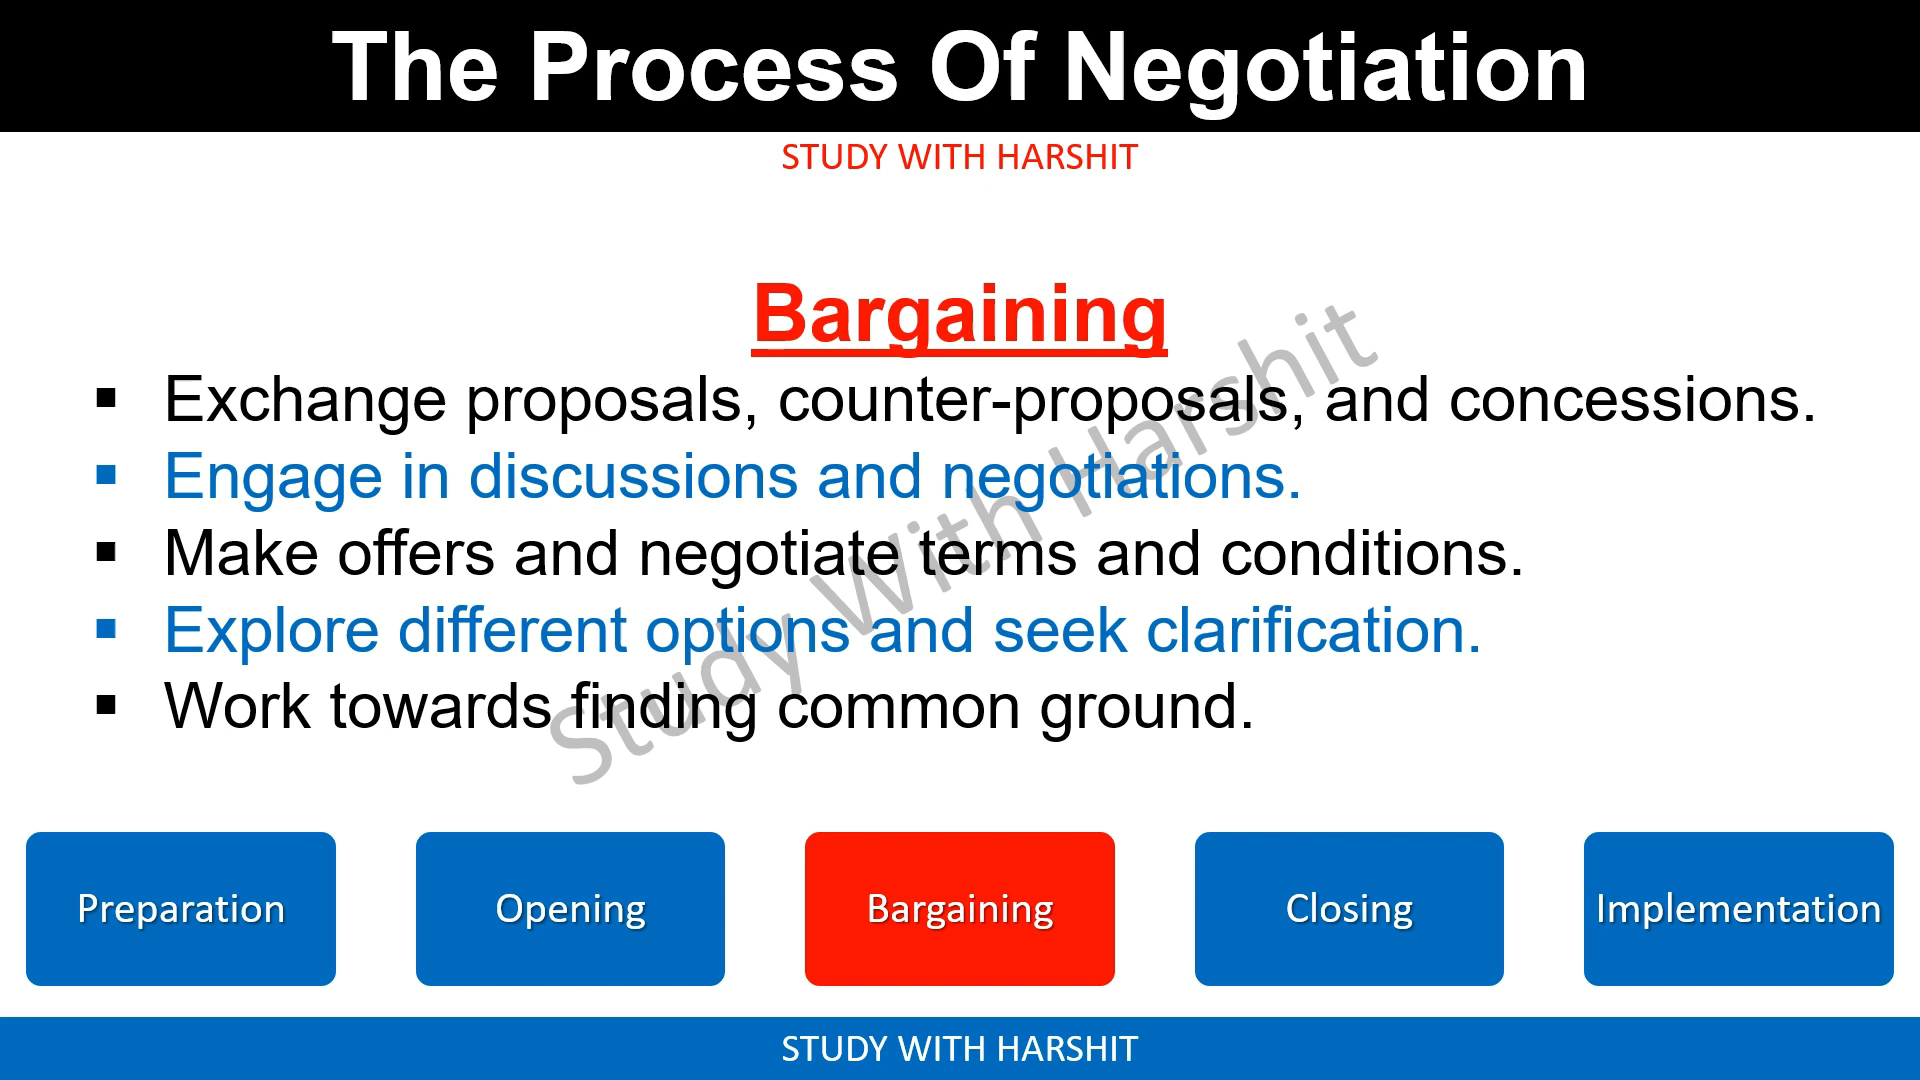 The Process Of Negotiation
STUDY WITH HARSHIT
Bargaining
▪ Exchange proposals, counter-proposals, and concessions.
▪ Engage in discussions and negotiations.
▪ Make offers and negotiate terms and conditions.
▪ Explore different options and seek clarification.
▪ Work towards finding common ground.
Study With Harshit
Preparation
Opening
Bargaining
Closing
Implementation
STUDY WITH HARSHIT